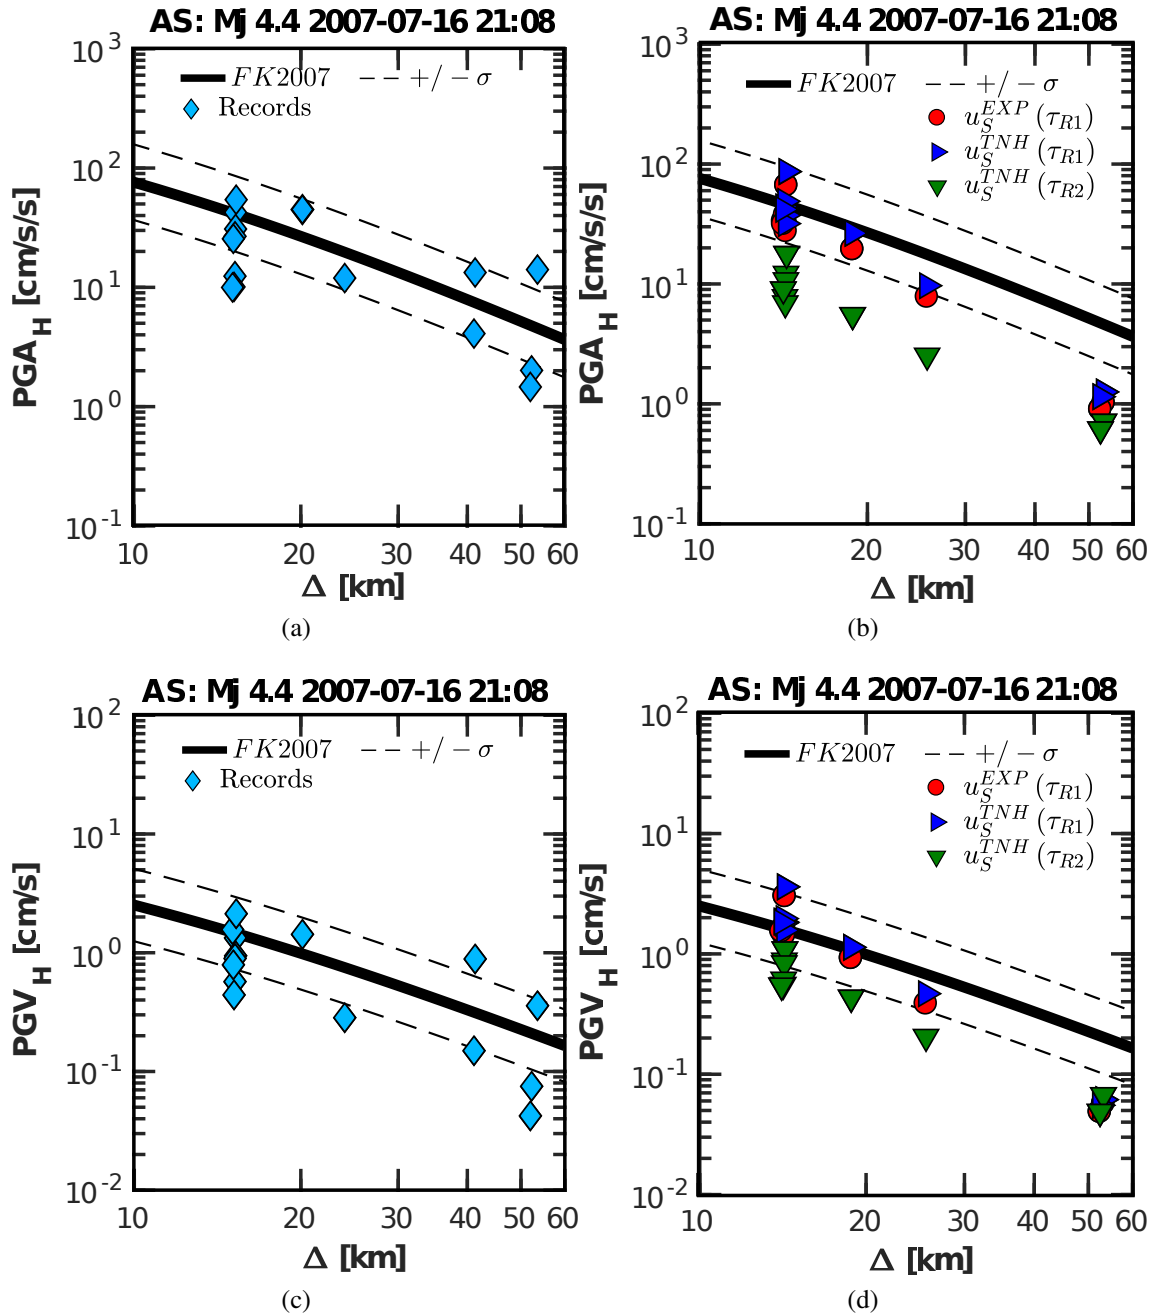 AS: Mj 4.4 2007-07-16 21:08
FK2007 -- +/- σ
Records
10^3
10^2
10^1
10^0
10^-1
PGA_H [cm/s/s]
10 20 30 40 50 60
Δ [km]
(a)
AS: Mj 4.4 2007-07-16 21:08
FK2007 -- +/- σ
u_S^EXP (τ_R1)
u_S^TNH (τ_R1)
u_S^TNH (τ_R2)
10^3
10^2
10^1
10^0
10^-1
PGA_H [cm/s/s]
10 20 30 40 50 60
Δ [km]
(b)
AS: Mj 4.4 2007-07-16 21:08
FK2007 -- +/- σ
Records
10^2
10^1
10^0
10^-1
10^-2
PGV_H [cm/s]
10 20 30 40 50 60
Δ [km]
(c)
AS: Mj 4.4 2007-07-16 21:08
FK2007 -- +/- σ
u_S^EXP (τ_R1)
u_S^TNH (τ_R1)
u_S^TNH (τ_R2)
10^2
10^1
10^0
10^-1
10^-2
PGV_H [cm/s]
10 20 30 40 50 60
Δ [km]
(d)